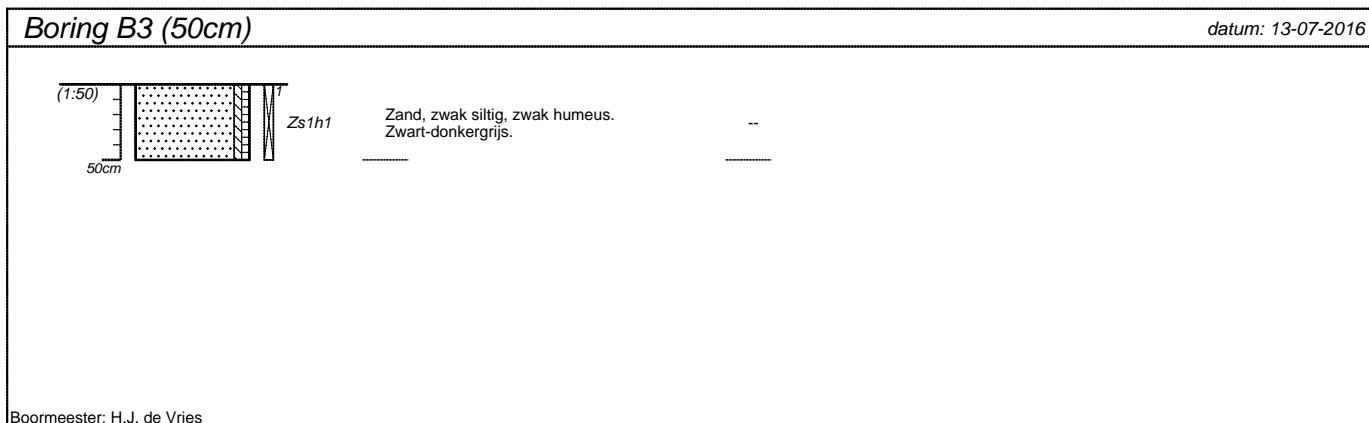 Boring B3 (50cm)
datum: 13-07-2016
(1:50)
1
Zs1h1
Zand, zwak siltig, zwak humeus.
Zwart-donkergrijs.
--
50cm
Boormeester: H.J. de Vries